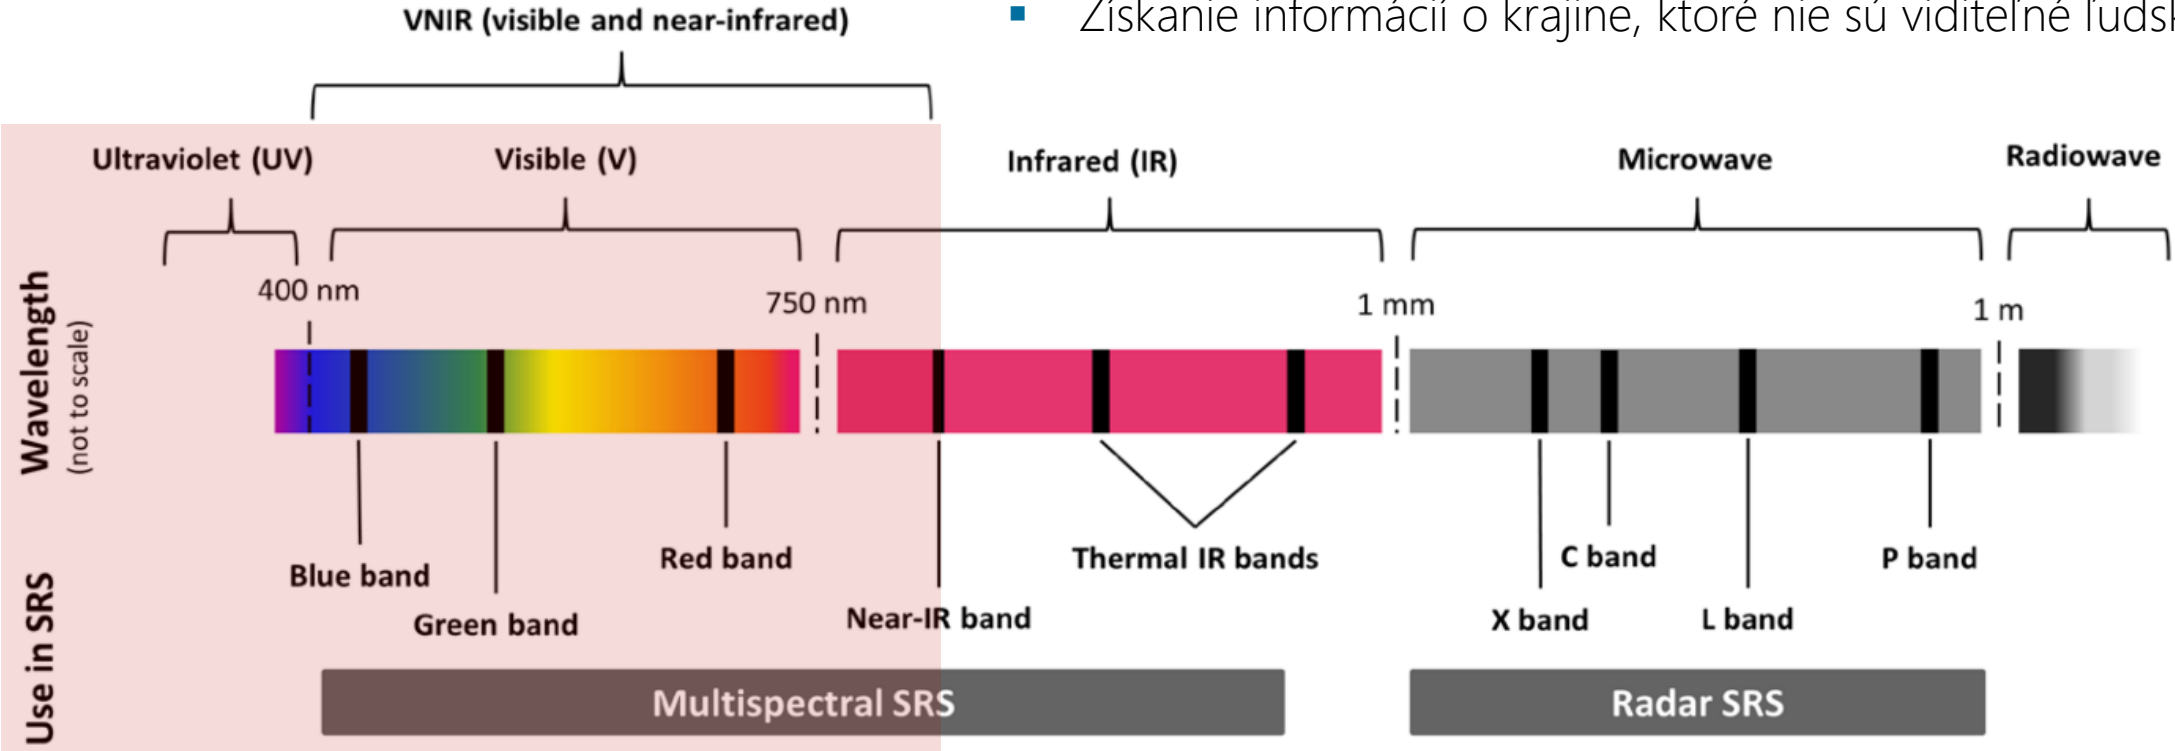 VNIR (visible and near-infrared)
▪ Získanie informácií o krajine, ktoré nie sú viditeľné
Ultraviolet (UV)
Visible (V)
Infrared (IR)
Microwave
Radiowave
Wavelength
(not to scale)
400 nm
750 nm
1 mm
1 m
Blue band
Green band
Red band
Near-IR band
Thermal IR bands
X band
C band
L band
P band
Use in SRS
Multispectral SRS
Radar SRS